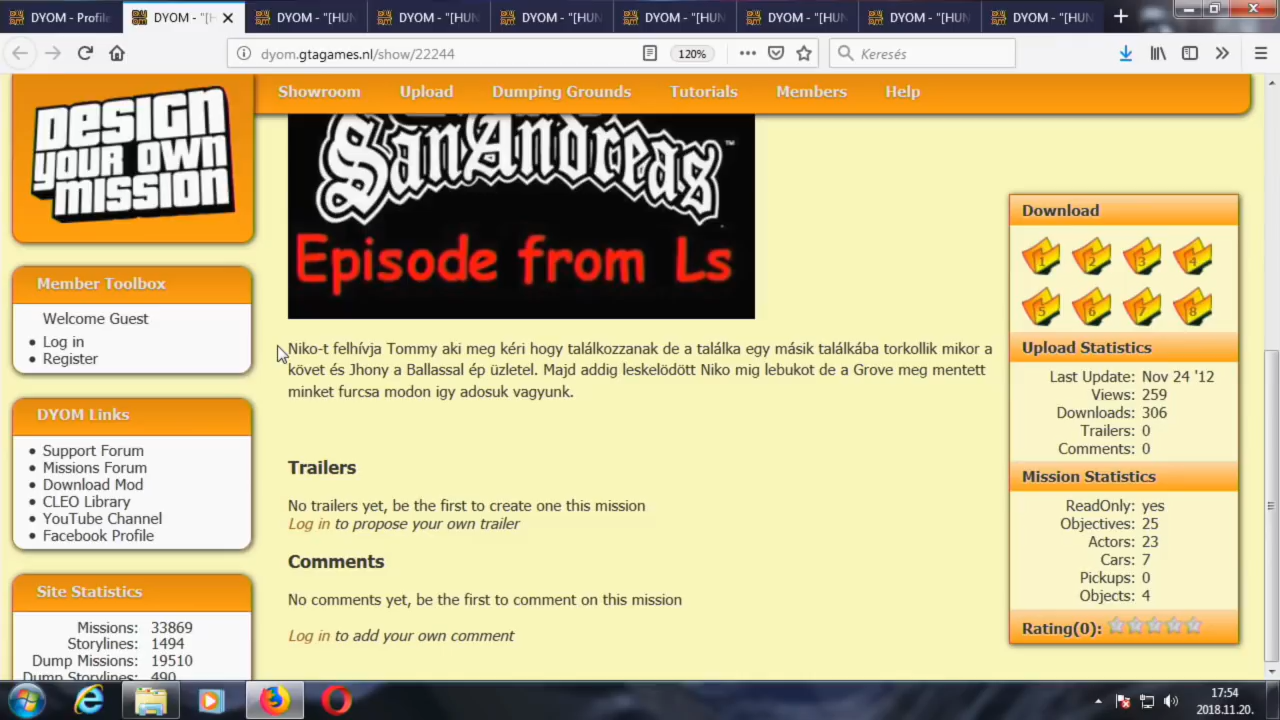 DYOM - Profile
DYOM - "[H
DYOM - "[HUN
DYOM - "[HUN
DYOM - "[HUN
DYOM - "[HUN
DYOM - "[HUN
DYOM - "[HUN
DYOM - "[HUN
dyom.gtagames.nl/show/22244
120%
Keresés
Showroom Upload Dumping Grounds Tutorials Members Help
DESIGN
YOUR OWN
MISSION
SanAndreas™
Episode from Ls
Member Toolbox
Welcome Guest
Log in
Register
DYOM Links
Support Forum
Missions Forum
Download Mod
CLEO Library
YouTube Channel
Facebook Profile
Site Statistics
Missions: 33869
Storylines: 1494
Dump Missions: 19510
Dump Storylines: 490
Niko-t felhívja Tommy aki meg kéri hogy találkozzanak de a találka egy másik találkába torkollik mikor a
követ és Jhony a Ballassal ép üzletel. Majd addig leskelödött Niko mig lebukot de a Grove meg mentett
minket furcsa modon igy adosuk vagyunk.
Trailers
No trailers yet, be the first to create one this mission
Log in to propose your own trailer
Comments
No comments yet, be the first to comment on this mission
Log in to add your own comment
Download
1 2 3 4
5 6 7 8
Upload Statistics
Last Update: Nov 24 '12
Views: 259
Downloads: 306
Trailers: 0
Comments: 0
Mission Statistics
ReadOnly: yes
Objectives: 25
Actors: 23
Cars: 7
Pickups: 0
Objects: 4
Rating(0):
17:54
2018.11.20.